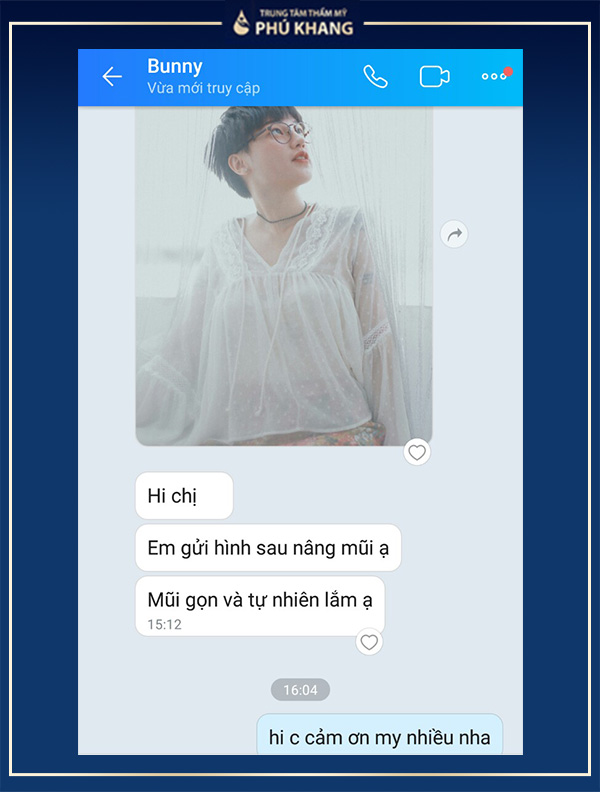 TRUNG TÂM THẨM MỸ
PHÚ KHANG
Bunny
Vừa mới truy cập
Hi chị
Em gửi hình sau nâng mũi ạ
Mũi gọn và tự nhiên lắm ạ
15:12
16:04
hi c cảm ơn my nhiều nha